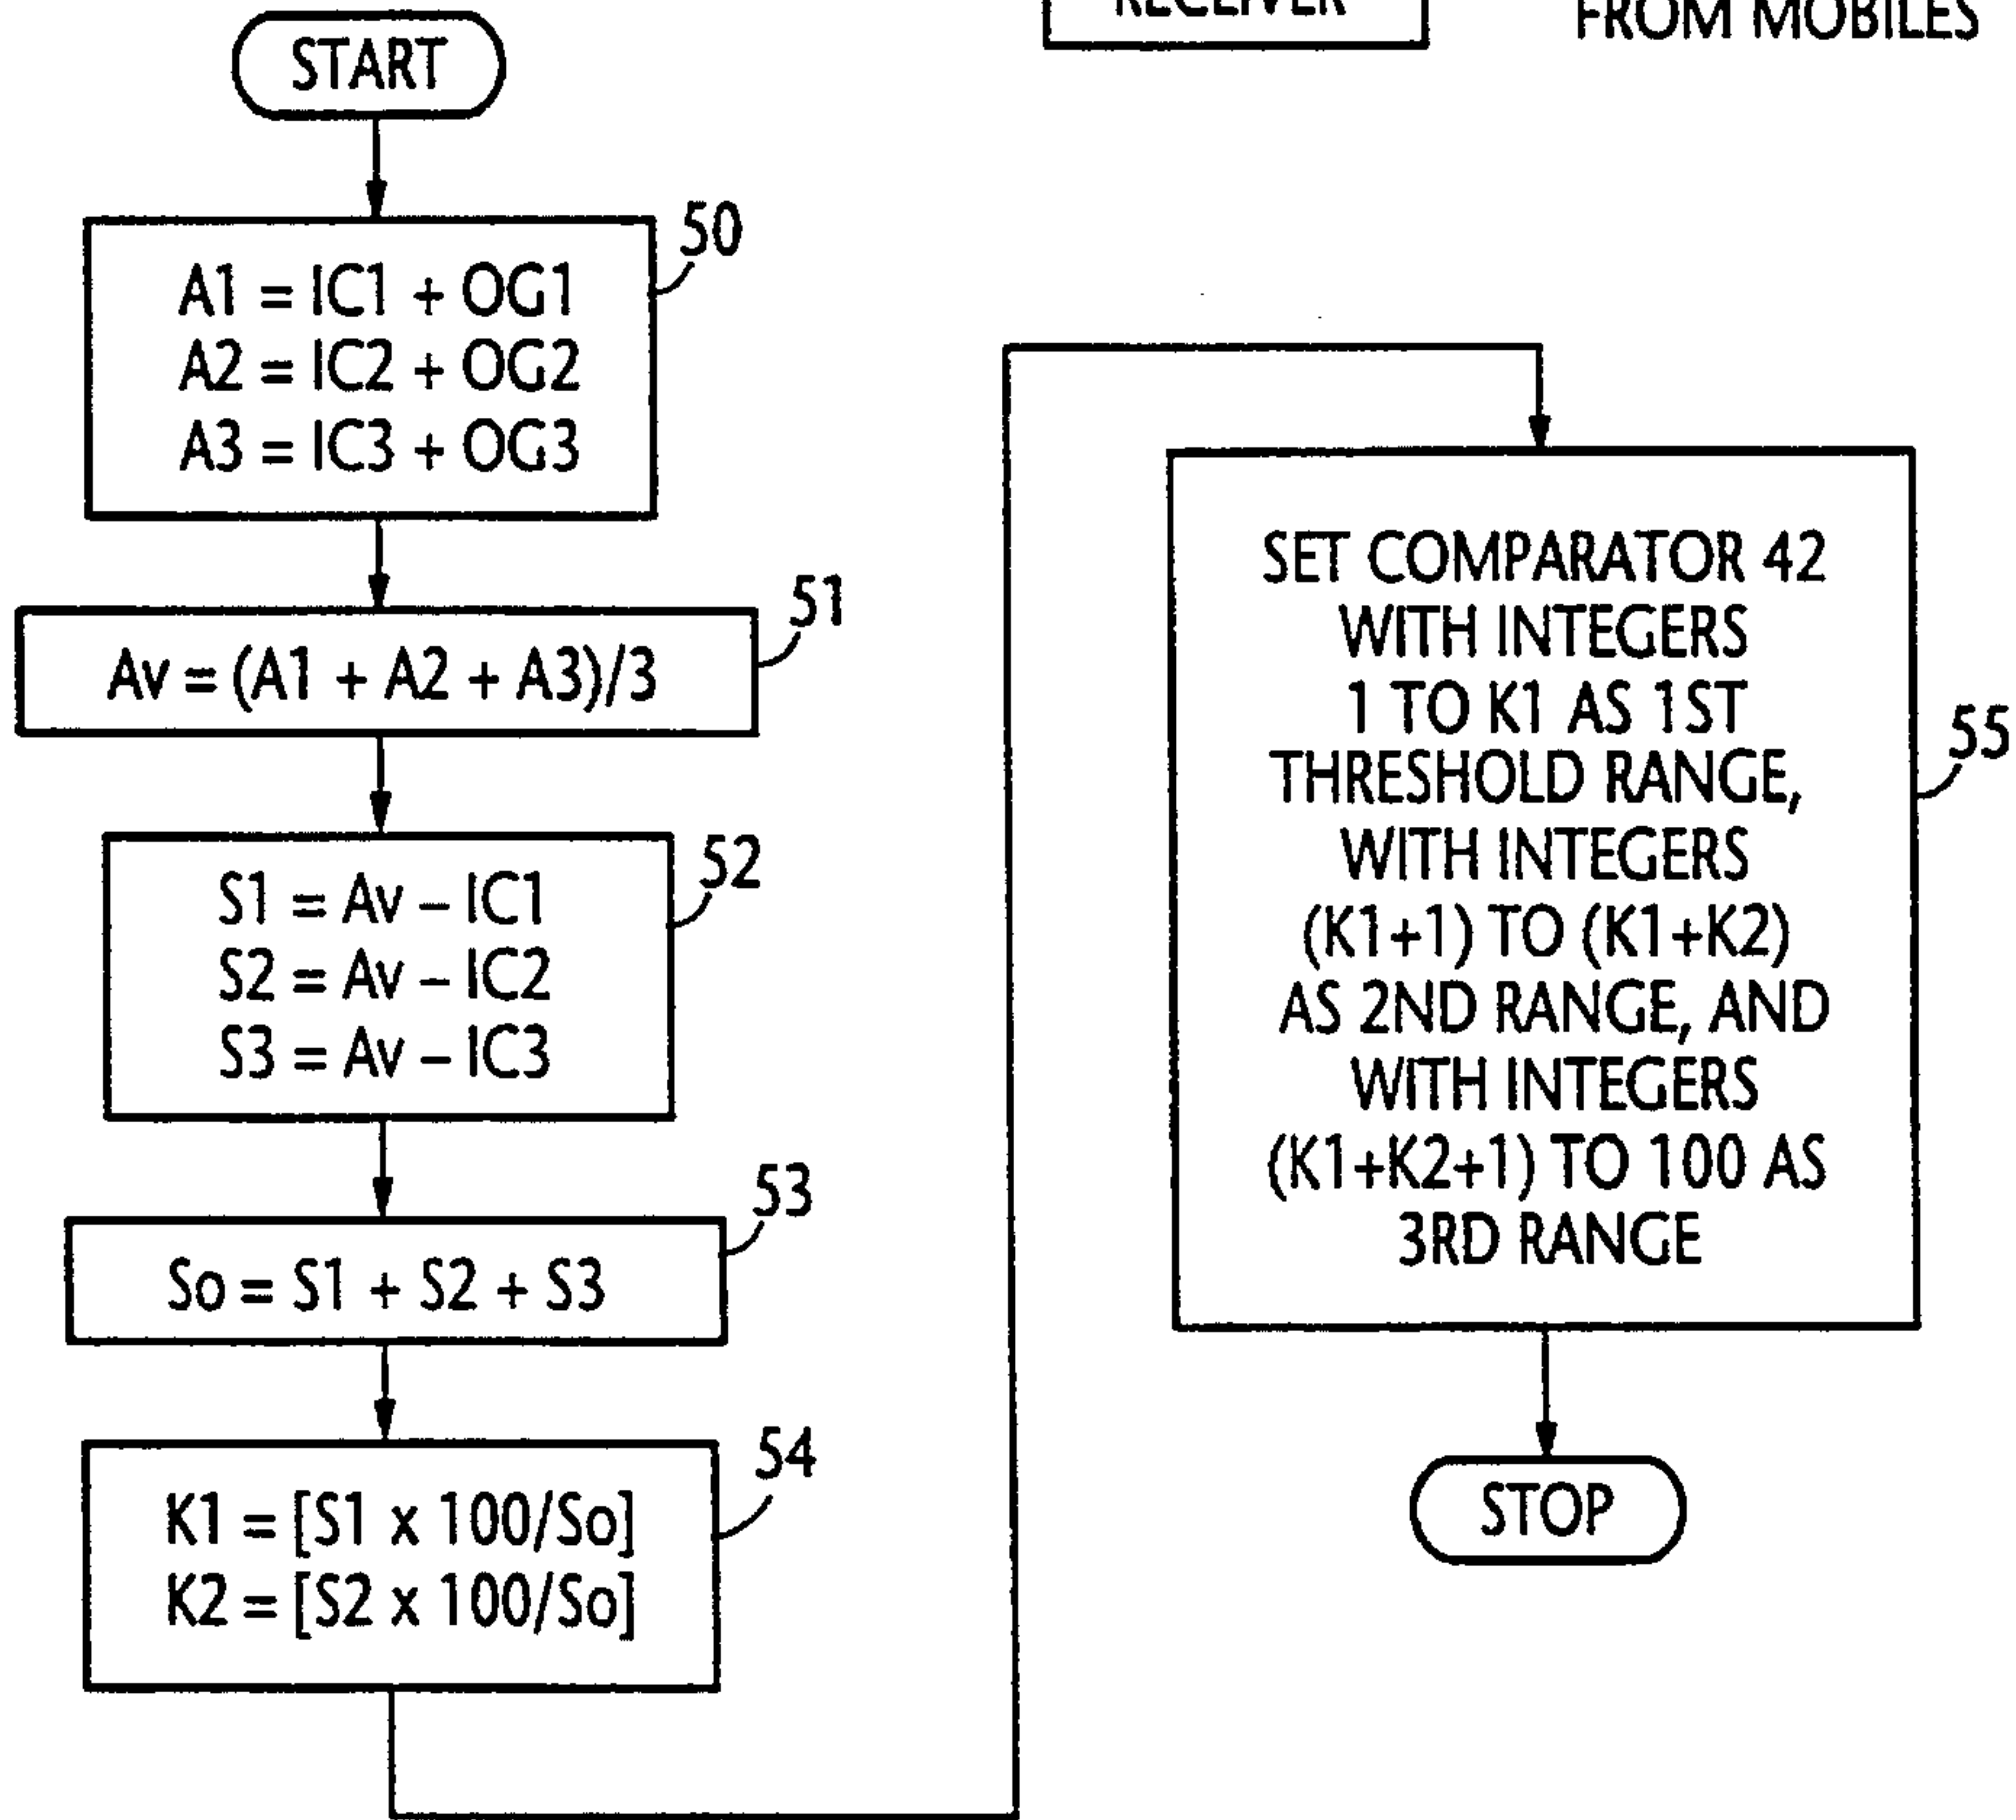 RECEIVER
FROM MOBILES
START
50
A1 = IC1 + OG1
A2 = IC2 + OG2
A3 = IC3 + OG3
51
Av = (A1 + A2 + A3)/3
52
S1 = Av – IC1
S2 = Av – IC2
S3 = Av – IC3
53
So = S1 + S2 + S3
54
K1 = [S1 x 100/So]
K2 = [S2 x 100/So]
SET COMPARATOR 42
WITH INTEGERS
1 TO K1 AS 1ST
THRESHOLD RANGE,
WITH INTEGERS
(K1+1) TO (K1+K2)
AS 2ND RANGE, AND
WITH INTEGERS
(K1+K2+1) TO 100 AS
3RD RANGE
55
STOP